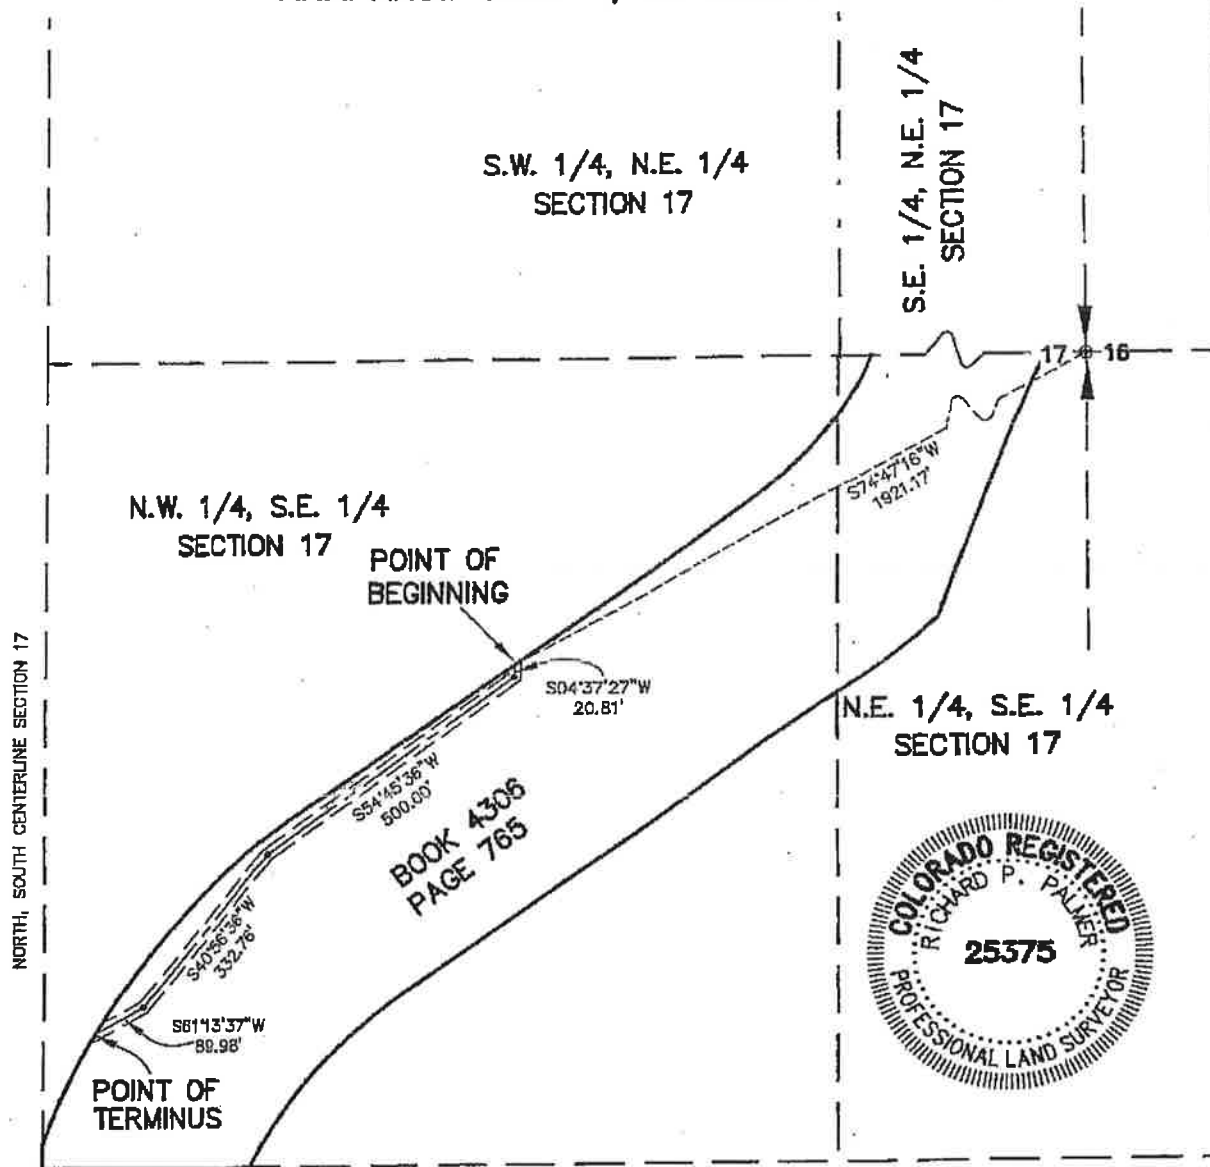 S.W. 1/4, N.E. 1/4
SECTION 17
S.E. 1/4, N.E. 1/4
SECTION 17
17
16
S74°47'16"W
1921.17'
N.W. 1/4, S.E. 1/4
SECTION 17
POINT OF
BEGINNING
S04°37'27"W
20.81'
N.E. 1/4, S.E. 1/4
SECTION 17
NORTH, SOUTH CENTERLINE SECTION 17
S54°45'36"W
500.00'
BOOK 4306
PAGE 765
S40°56'36"W
332.76'
S61°13'37"W
89.98'
POINT OF
TERMINUS
COLORADO REGISTERED
RICHARD P. PALMER
25375
PROFESSIONAL LAND SURVEYOR